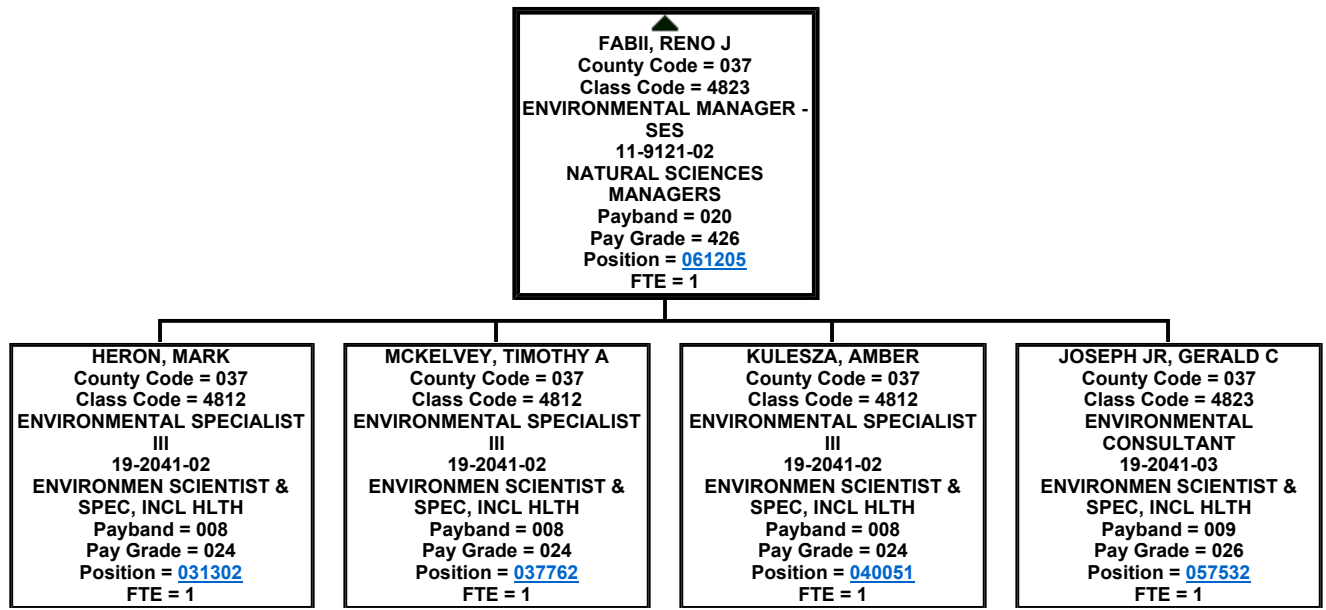 FABII, RENO J
County Code = 037
Class Code = 4823
ENVIRONMENTAL MANAGER -
SES
11-9121-02
NATURAL SCIENCES
MANAGERS
Payband = 020
Pay Grade = 426
Position = 061205
FTE = 1
HERON, MARK
County Code = 037
Class Code = 4812
ENVIRONMENTAL SPECIALIST
III
19-2041-02
ENVIRONMEN SCIENTIST &
SPEC, INCL HLTH
Payband = 008
Pay Grade = 024
Position = 031302
FTE = 1
MCKELVEY, TIMOTHY A
County Code = 037
Class Code = 4812
ENVIRONMENTAL SPECIALIST
III
19-2041-02
ENVIRONMEN SCIENTIST &
SPEC, INCL HLTH
Payband = 008
Pay Grade = 024
Position = 037762
FTE = 1
KULESZA, AMBER
County Code = 037
Class Code = 4812
ENVIRONMENTAL SPECIALIST
III
19-2041-02
ENVIRONMEN SCIENTIST &
SPEC, INCL HLTH
Payband = 008
Pay Grade = 024
Position = 040051
FTE = 1
JOSEPH JR, GERALD C
County Code = 037
Class Code = 4823
ENVIRONMENTAL
CONSULTANT
19-2041-03
ENVIRONMEN SCIENTIST &
SPEC, INCL HLTH
Payband = 009
Pay Grade = 026
Position = 057532
FTE = 1